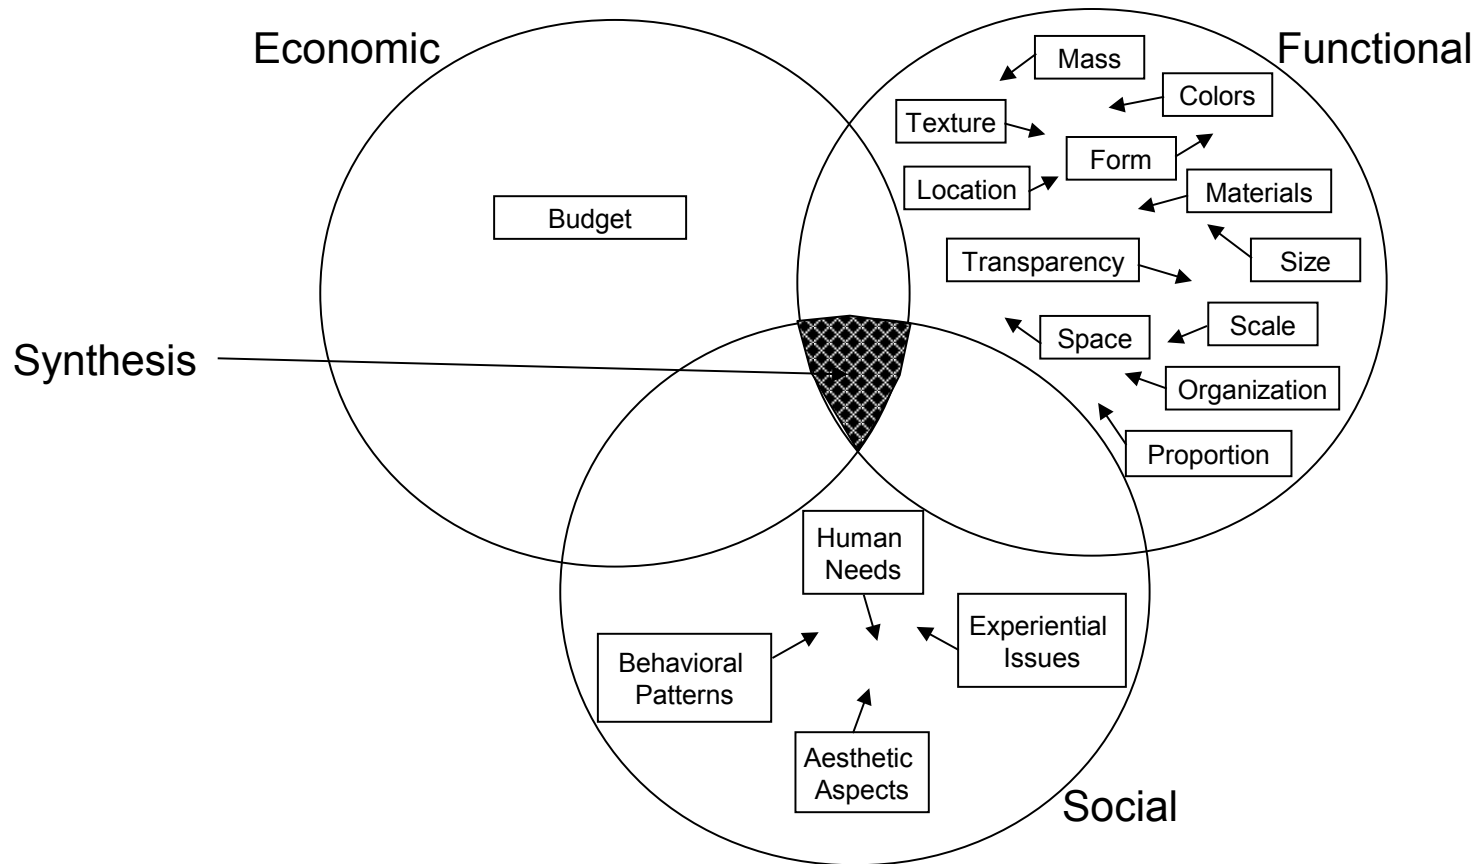 Economic
Functional
Mass
Colors
Texture
Form
Location
Materials
Budget
Transparency
Size
Space
Scale
Synthesis
Organization
Proportion
Human
Needs
Experiential
Issues
Behavioral
Patterns
Aesthetic
Aspects
Social